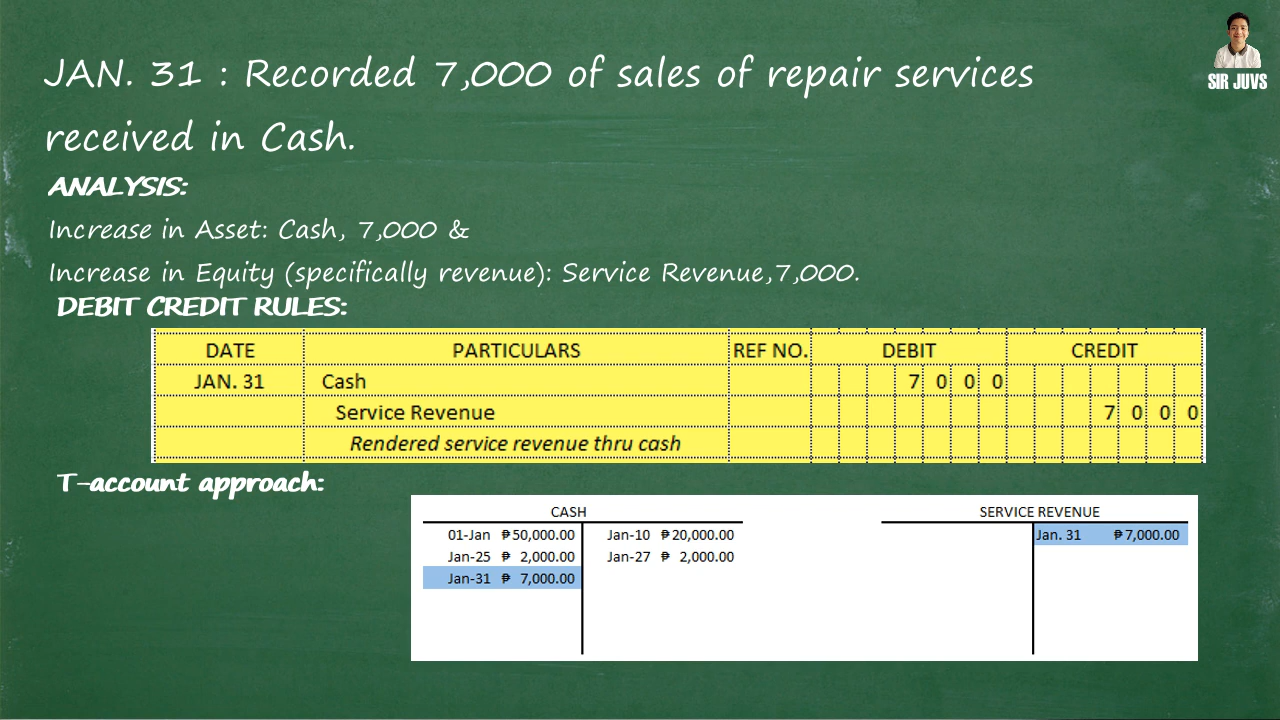 JAN. 31 : Recorded 7,000 of sales of repair services
received in Cash.
SIR JUVS
ANALYSIS:
Increase in Asset: Cash, 7,000 &
Increase in Equity (specifically revenue): Service Revenue,7,000.
DEBIT CREDIT RULES:
DATE PARTICULARS REF NO. DEBIT CREDIT
JAN. 31 Cash 7 0 0 0
Service Revenue 7 0 0 0
Rendered service revenue thru cash
T-account approach:
CASH SERVICE REVENUE
01-Jan ₱50,000.00 Jan-10 ₱20,000.00 Jan. 31 ₱7,000.00
Jan-25 ₱ 2,000.00 Jan-27 ₱ 2,000.00
Jan-31 ₱ 7,000.00